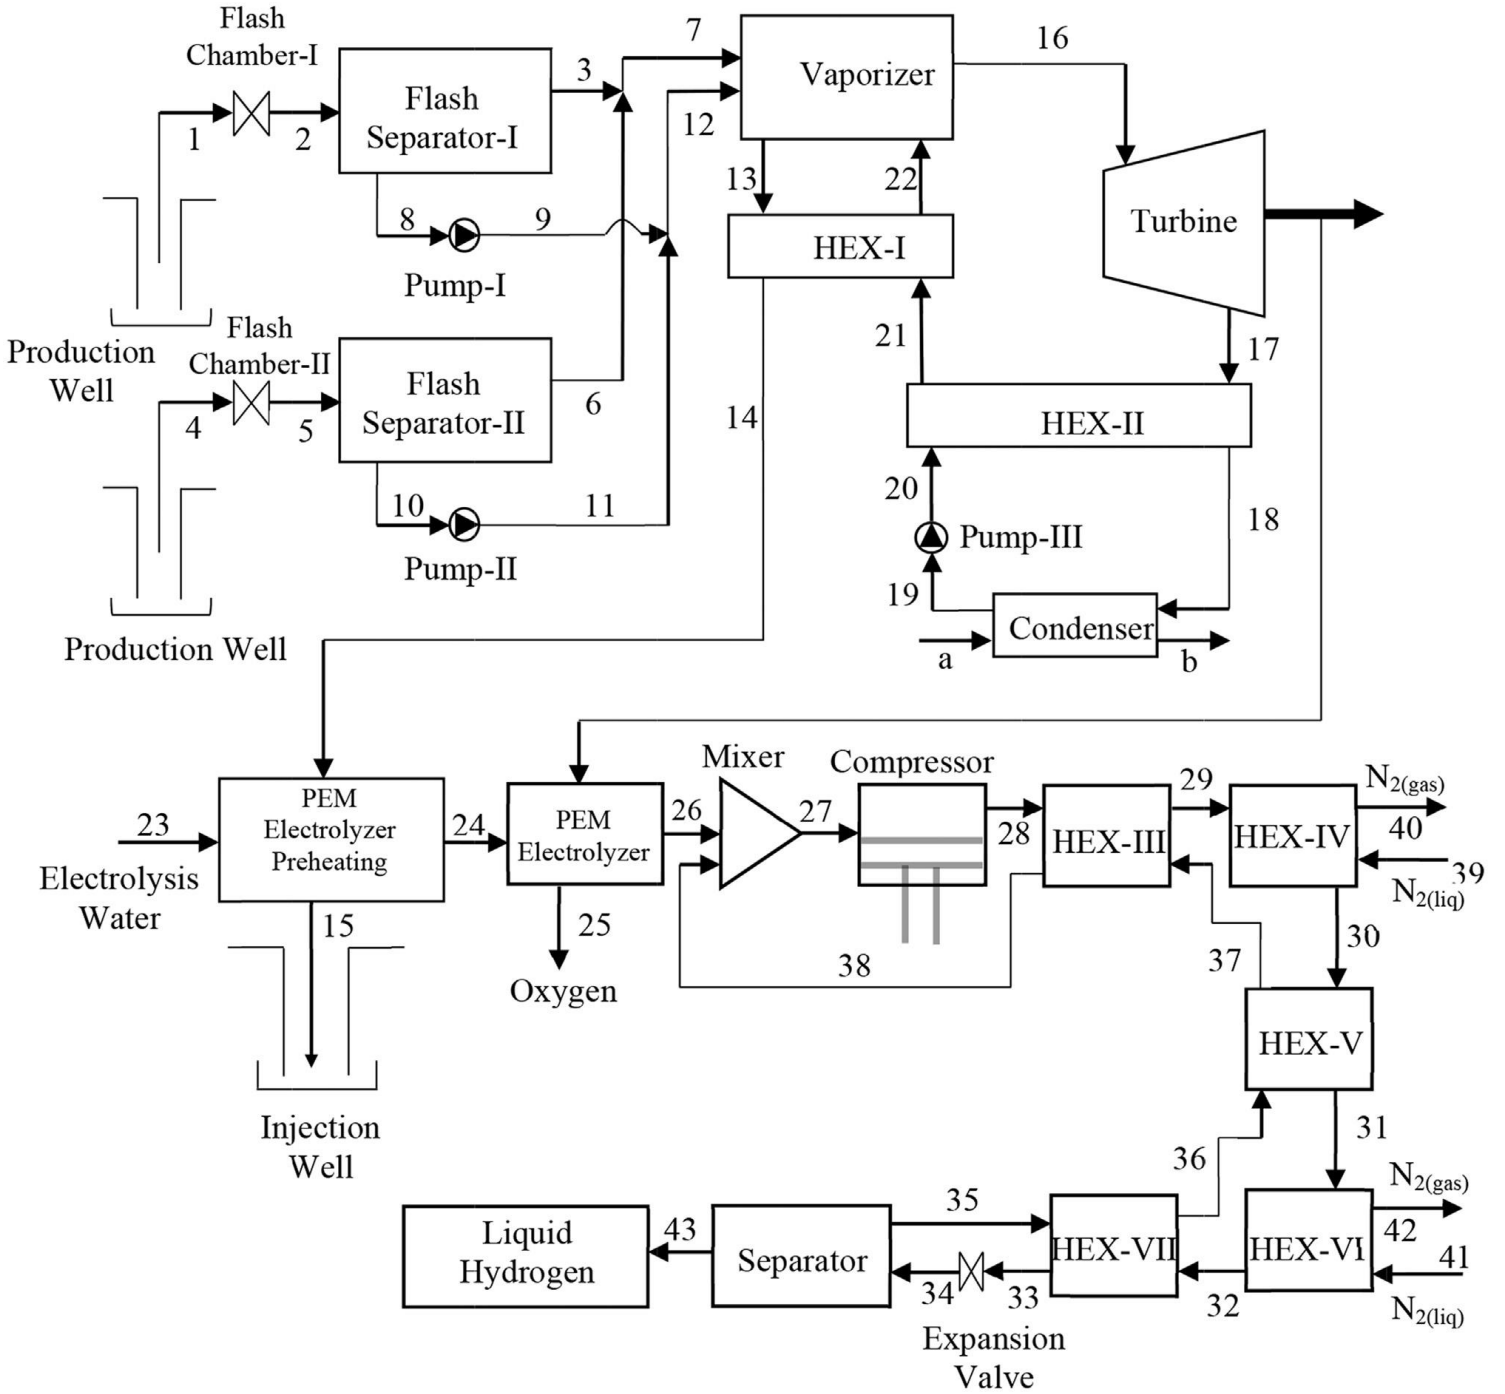 Flash
Chamber-I
1
2
Flash
Separator-I
3
7
12
Vaporizer
16
8
9
Pump-I
13
22
HEX-I
Turbine
Production
Well
Flash
Chamber-II
4
5
Flash
Separator-II
6
10
11
Pump-II
14
21
17
HEX-II
20
18
Pump-III
19
Condenser
a
b
Production Well
23
Electrolysis
Water
PEM
Electrolyzer
Preheating
24
15
Injection
Well
PEM
Electrolyzer
25
Oxygen
26
Mixer
27
Compressor
28
38
HEX-III
29
HEX-IV
N2(gas)
40
39
N2(liq)
30
37
HEX-V
31
36
N2(gas)
42
41
N2(liq)
HEX-VI
32
HEX-VII
33
34
35
Expansion
Valve
Separator
43
Liquid
Hydrogen